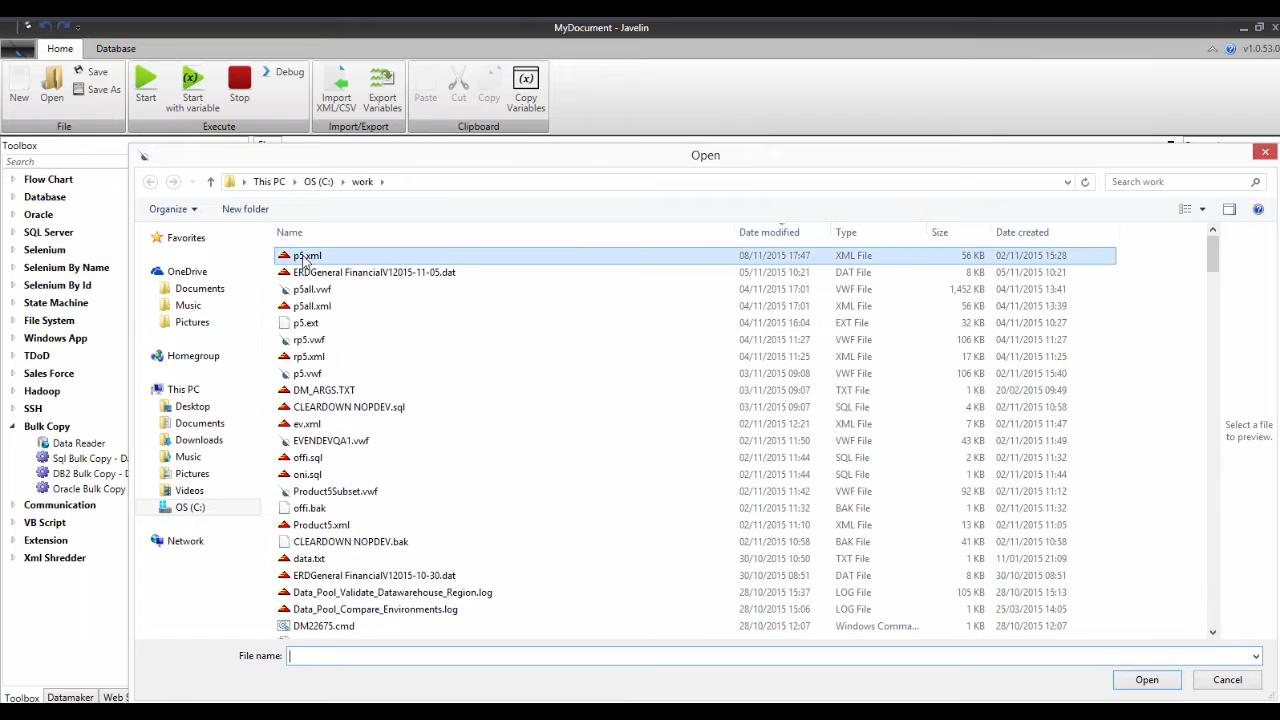 MyDocument - Javelin
Home Database
v1.0.53.0
New Open Save Save As
Start Start with variable Stop Debug
Import XML/CSV Export Variables
Paste Cut Copy Copy Variables
File Execute Import/Export Clipboard
Toolbox
Search
Flow Chart
Database
Oracle
SQL Server
Selenium
Selenium By Name
Selenium By Id
State Machine
File System
Windows App
TDoD
Sales Force
Hadoop
SSH
Bulk Copy
Data Reader
Sql Bulk Copy - D
DB2 Bulk Copy - D
Oracle Bulk Copy
Communication
VB Script
Extension
Xml Shredder
Toolbox Datamaker Web S
Open
This PC OS (C:) work
Search work
Organize New folder
Favorites
OneDrive
Documents
Music
Pictures
Homegroup
This PC
Desktop
Documents
Downloads
Music
Pictures
Videos
OS (C:)
Network
Name Date modified Type Size Date created
p5.xml 08/11/2015 17:47 XML File 56 KB 02/11/2015 15:28
ERDGeneral FinancialV12015-11-05.dat 05/11/2015 10:21 DAT File 8 KB 05/11/2015 10:21
p5all.vwf 04/11/2015 17:01 VWF File 1,452 KB 04/11/2015 13:41
p5all.xml 04/11/2015 17:01 XML File 56 KB 04/11/2015 13:39
p5.ext 03/11/2015 16:04 EXT File 32 KB 04/11/2015 10:27
rp5.vwf 04/11/2015 11:27 VWF File 106 KB 04/11/2015 11:27
rp5.xml 04/11/2015 11:25 XML File 17 KB 04/11/2015 11:25
p5.vwf 03/11/2015 09:08 VWF File 106 KB 02/11/2015 15:40
DM_ARGS.TXT 03/11/2015 09:07 TXT File 1 KB 20/02/2015 09:49
CLEARDOWN NOPDEV.sql 03/11/2015 09:07 SQL File 4 KB 02/11/2015 10:58
ev.xml 02/11/2015 12:21 XML File 7 KB 02/11/2015 11:47
EVENDEVQA1.vwf 02/11/2015 11:50 VWF File 43 KB 02/11/2015 11:49
offi.sql 02/11/2015 11:44 SQL File 2 KB 02/11/2015 11:32
oni.sql 02/11/2015 11:44 SQL File 1 KB 02/11/2015 11:44
Product5Subset.vwf 02/11/2015 11:42 VWF File 92 KB 02/11/2015 11:12
offi.bak 02/11/2015 11:32 BAK File 1 KB 02/11/2015 11:32
Product5.xml 02/11/2015 11:10 XML File 13 KB 02/11/2015 11:05
CLEARDOWN NOPDEV.bak 02/11/2015 10:58 BAK File 41 KB 02/11/2015 10:58
data.txt 30/10/2015 10:50 TXT File 1 KB 11/01/2015 21:09
ERDGeneral FinancialV12015-10-30.dat 30/10/2015 08:51 DAT File 8 KB 30/10/2015 08:51
Data_Pool_Validate_Datawarehouse_Region.log 28/10/2015 15:37 LOG File 105 KB 28/10/2015 15:13
Data_Pool_Compare_Environments.log 28/10/2015 15:06 LOG File 1 KB 25/03/2015 14:05
DM22675.cmd 28/10/2015 12:07 Windows Comma... 1 KB 28/10/2015 12:07
Select a file to preview.
File name:
Open Cancel